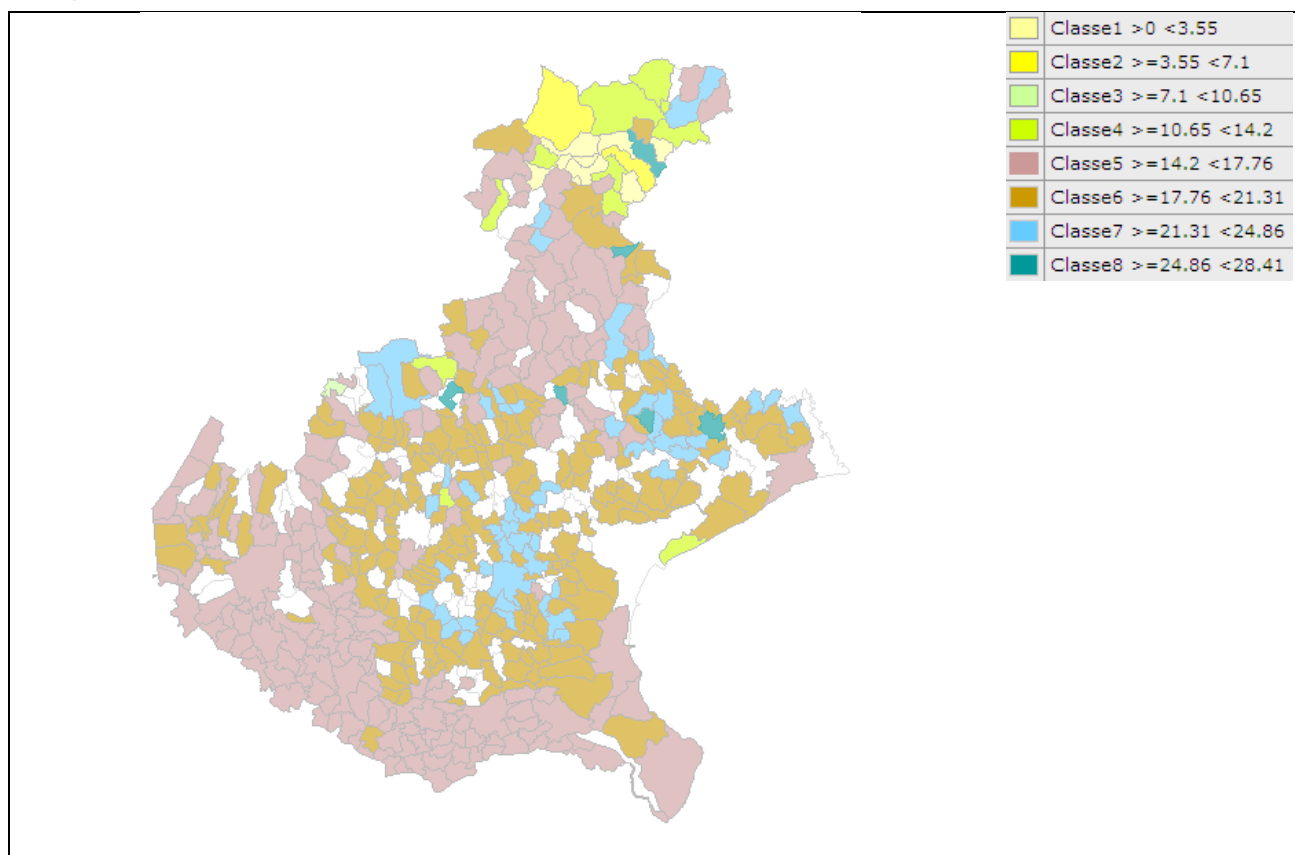 Classe1 >0 <3.55
Classe2 >=3.55 <7.1
Classe3 >=7.1 <10.65
Classe4 >=10.65 <14.2
Classe5 >=14.2 <17.76
Classe6 >=17.76 <21.31
Classe7 >=21.31 <24.86
Classe8 >=24.86 <28.41